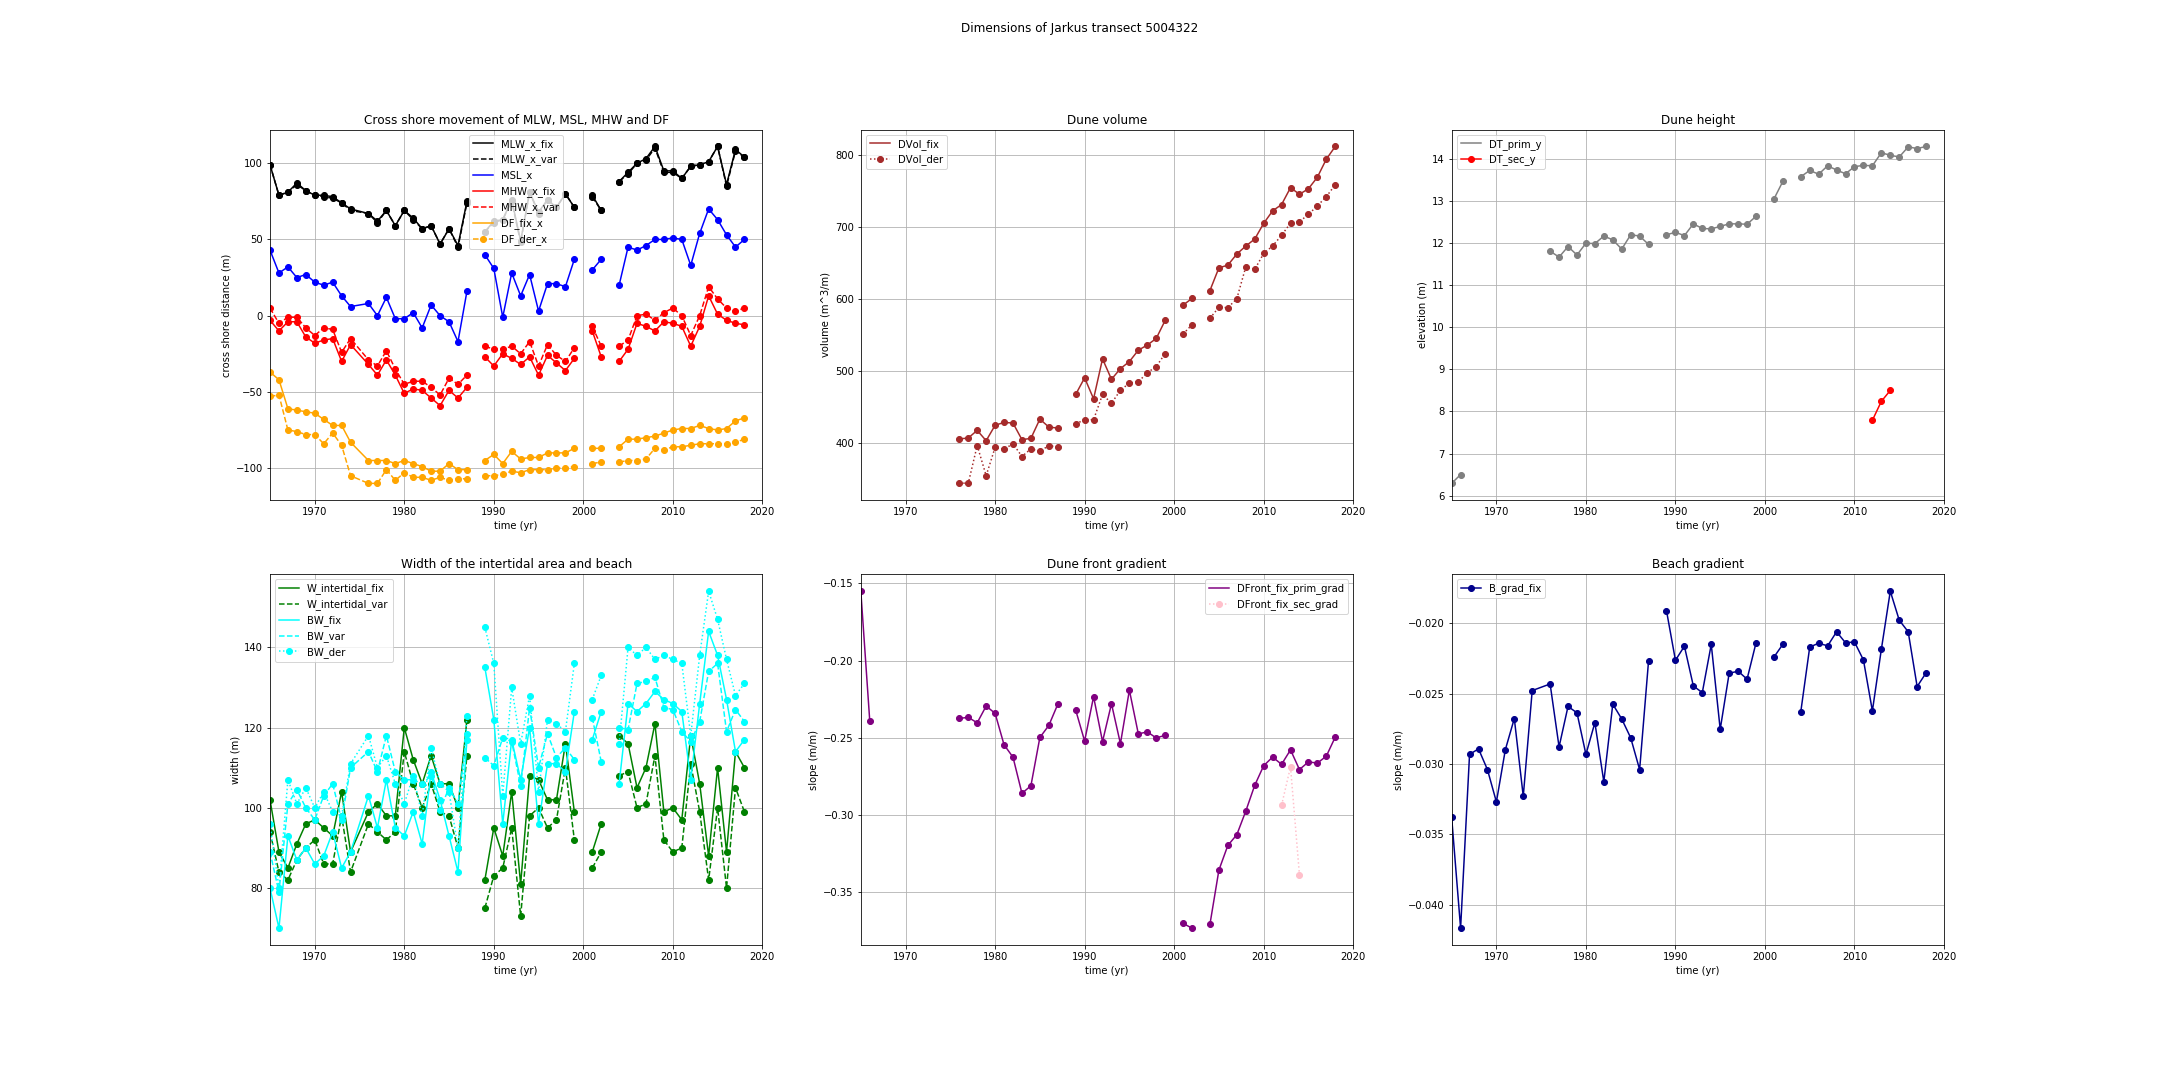 Dimensions of Jarkus transect 5004322
Cross shore movement of MLW, MSL, MHW and DF
cross shore distance (m)
100
50
0
−50
−100
MLW_x_fix
MLW_x_var
MSL_x
MHW_x_fix
MHW_x_var
DF_fix_x
DF_der_x
1970 1980 1990 2000 2010 2020
time (yr)
Dune volume
volume (m^3/m)
800
700
600
500
400
DVol_fix
DVol_der
1970 1980 1990 2000 2010 2020
time (yr)
Dune height
elevation (m)
14
13
12
11
10
9
8
7
6
DT_prim_y
DT_sec_y
1970 1980 1990 2000 2010 2020
time (yr)
Width of the intertidal area and beach
width (m)
140
120
100
80
W_intertidal_fix
W_intertidal_var
BW_fix
BW_var
BW_der
1970 1980 1990 2000 2010 2020
time (yr)
Dune front gradient
slope (m/m)
−0.15
−0.20
−0.25
−0.30
−0.35
DFront_fix_prim_grad
DFront_fix_sec_grad
1970 1980 1990 2000 2010 2020
time (yr)
Beach gradient
slope (m/m)
−0.020
−0.025
−0.030
−0.035
−0.040
B_grad_fix
1970 1980 1990 2000 2010 2020
time (yr)